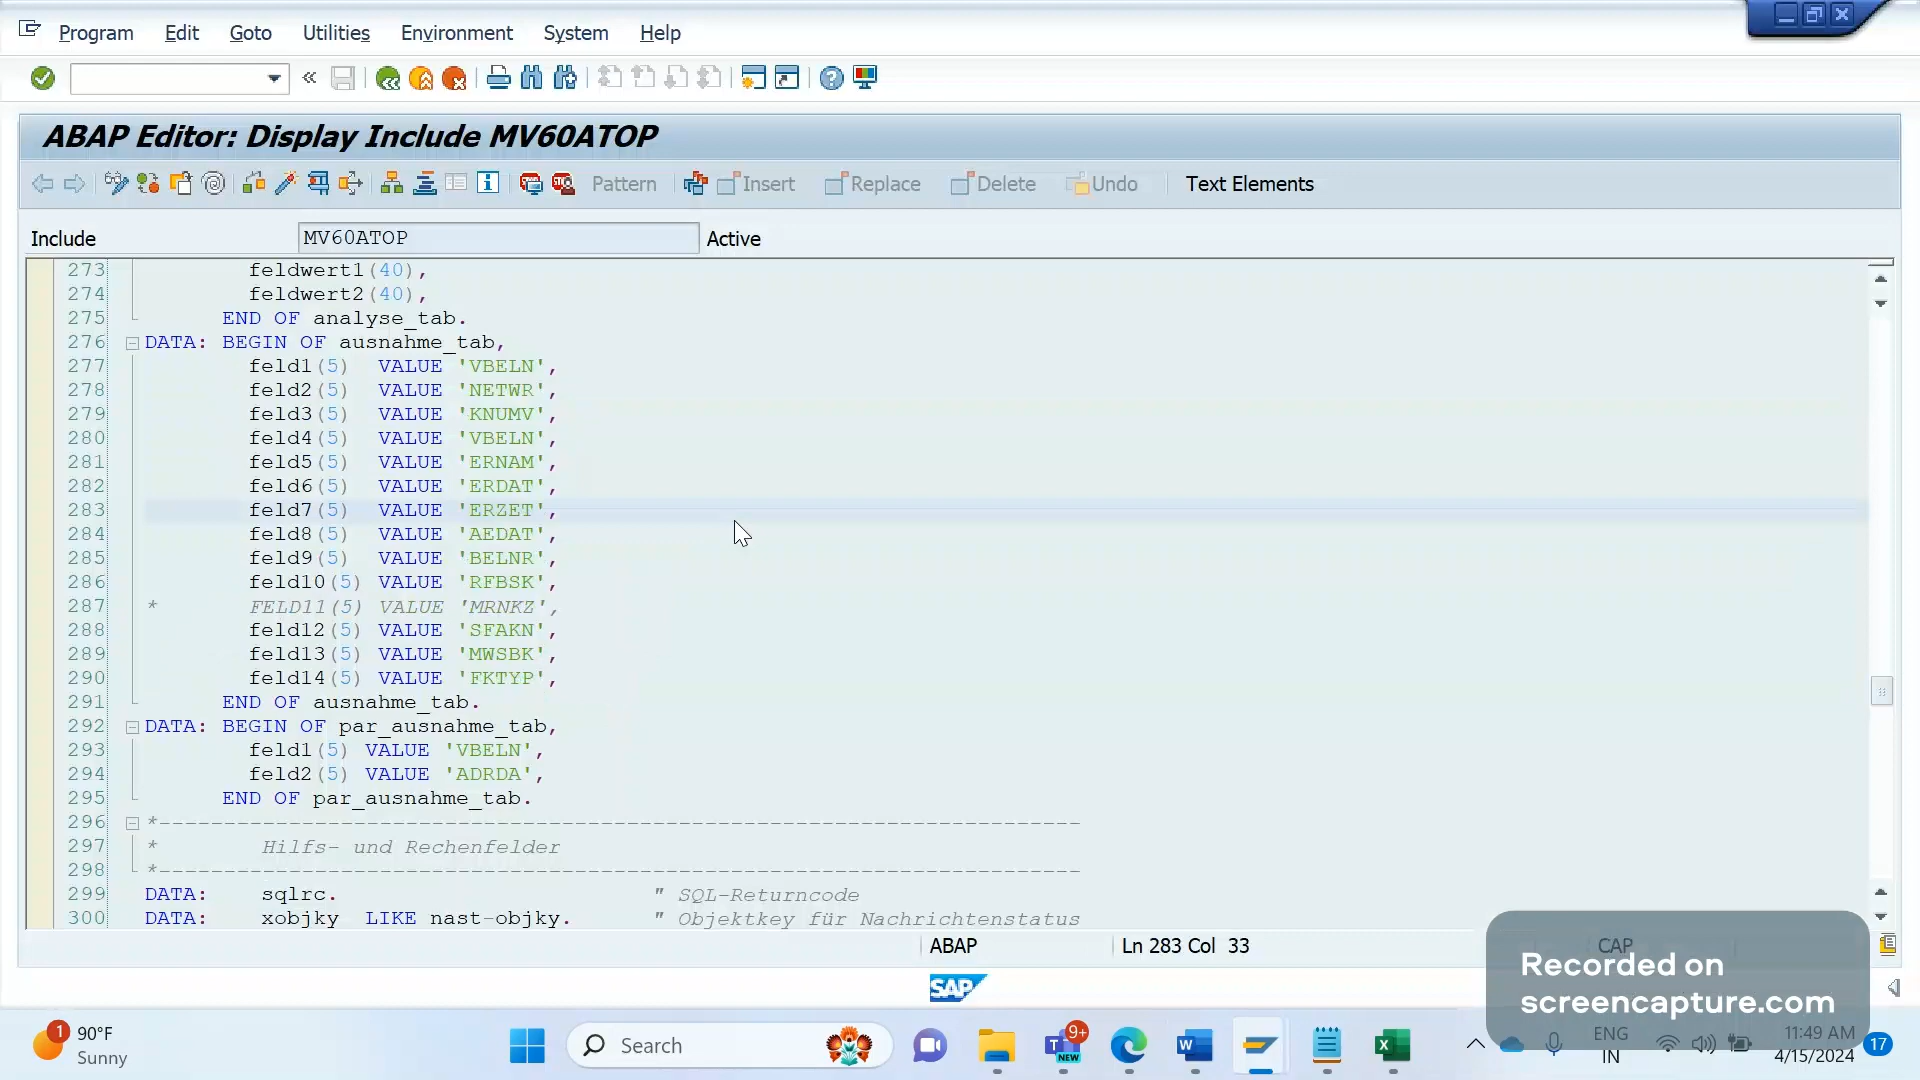 Program Edit Goto Utilities Environment System Help
«
ABAP Editor: Display Include MV60ATOP
Pattern Insert Replace Delete Undo Text Elements
Include MV60ATOP Active
273 feldwert1(40),
274 feldwert2(40),
275 END OF analyse_tab.
276 DATA: BEGIN OF ausnahme_tab,
277 feld1(5) VALUE 'VBELN',
278 feld2(5) VALUE 'NETWR',
279 feld3(5) VALUE 'KNUMV',
280 feld4(5) VALUE 'VBELN',
281 feld5(5) VALUE 'ERNAM',
282 feld6(5) VALUE 'ERDAT',
283 feld7(5) VALUE 'ERZET',
284 feld8(5) VALUE 'AEDAT',
285 feld9(5) VALUE 'BELNR',
286 feld10(5) VALUE 'RFBSK',
287 * FELD11(5) VALUE 'MRNKZ',
288 feld12(5) VALUE 'SFAKN',
289 feld13(5) VALUE 'MWSBK',
290 feld14(5) VALUE 'FKTYP',
291 END OF ausnahme_tab.
292 DATA: BEGIN OF par_ausnahme_tab,
293 feld1(5) VALUE 'VBELN',
294 feld2(5) VALUE 'ADRDA',
295 END OF par_ausnahme_tab.
296 *-----------------------------------------------------------------------
297 * Hilfs- und Rechenfelder
298 *-----------------------------------------------------------------------
299 DATA: sqlrc. " SQL-Returncode
300 DATA: xobjky LIKE nast-objky. " Objektkey für Nachrichtenstatus
ABAP Ln 283 Col 33 CAP
SAP
Recorded on
screencapture.com
1 90°F
Sunny
Search
9+
T NEW
W
X
ENG
IN
11:49 AM
4/15/2024
17